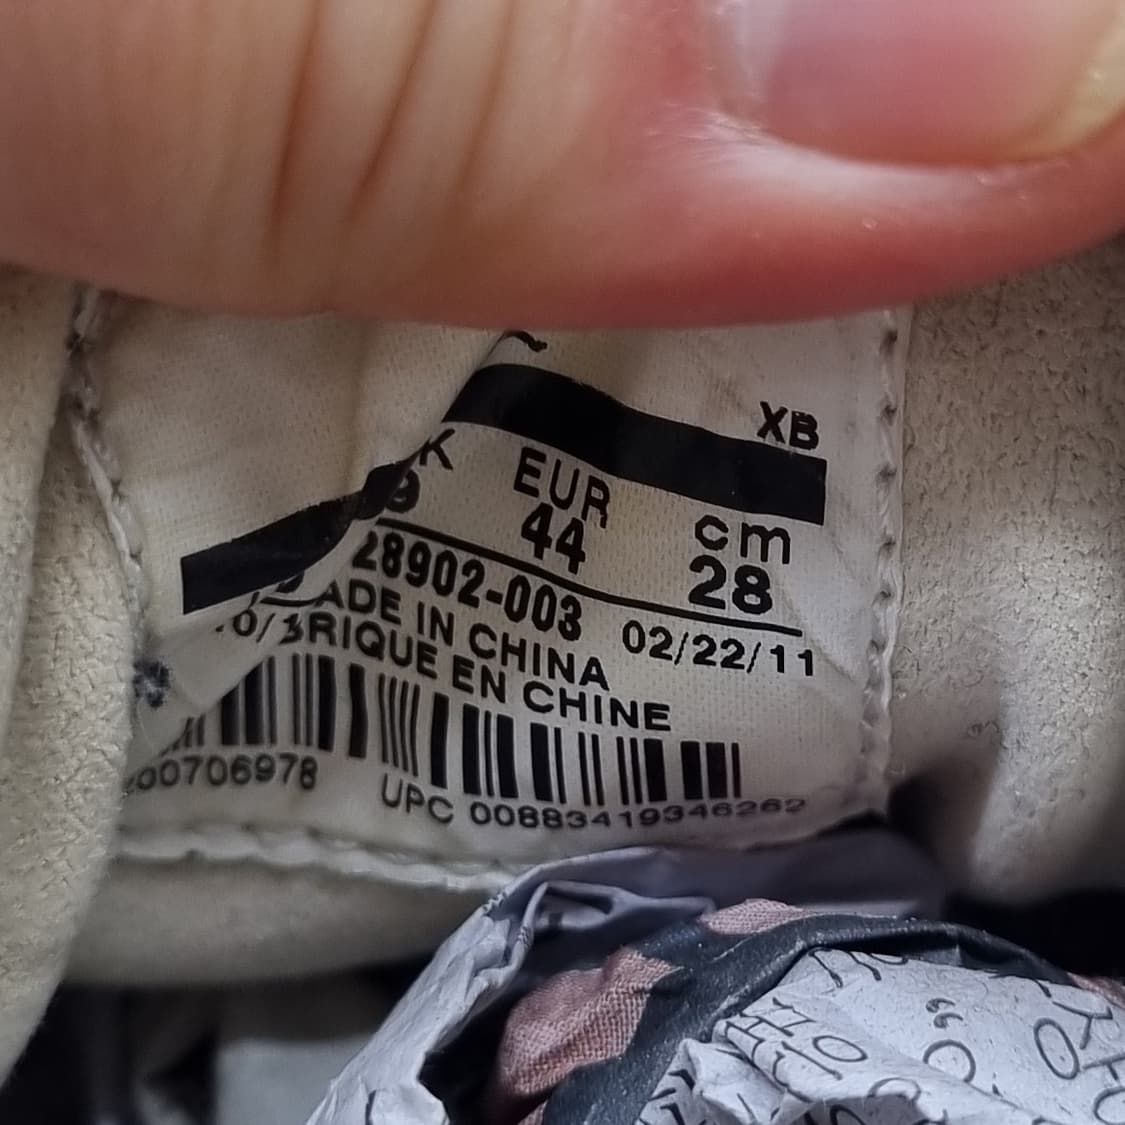 XB
EUR cm
9 44 28
28902-003 02/22/11
MADE IN CHINA
BRIQUE EN CHINE
00706978 UPC 00883419346262